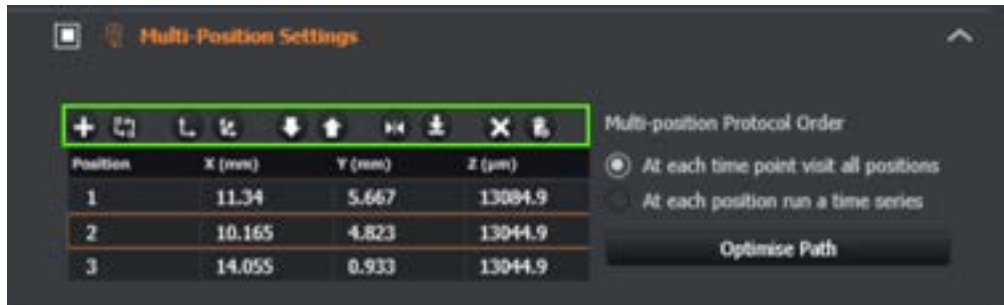 Multi-Position Settings
Multi-position Protocol Order
Position X (mm) Y (mm) Z (µm)
At each time point visit all positions
1 11.34 5.667 13084.9
At each position run a time series
2 10.165 4.823 13044.9
Optimise Path
3 14.055 0.933 13044.9